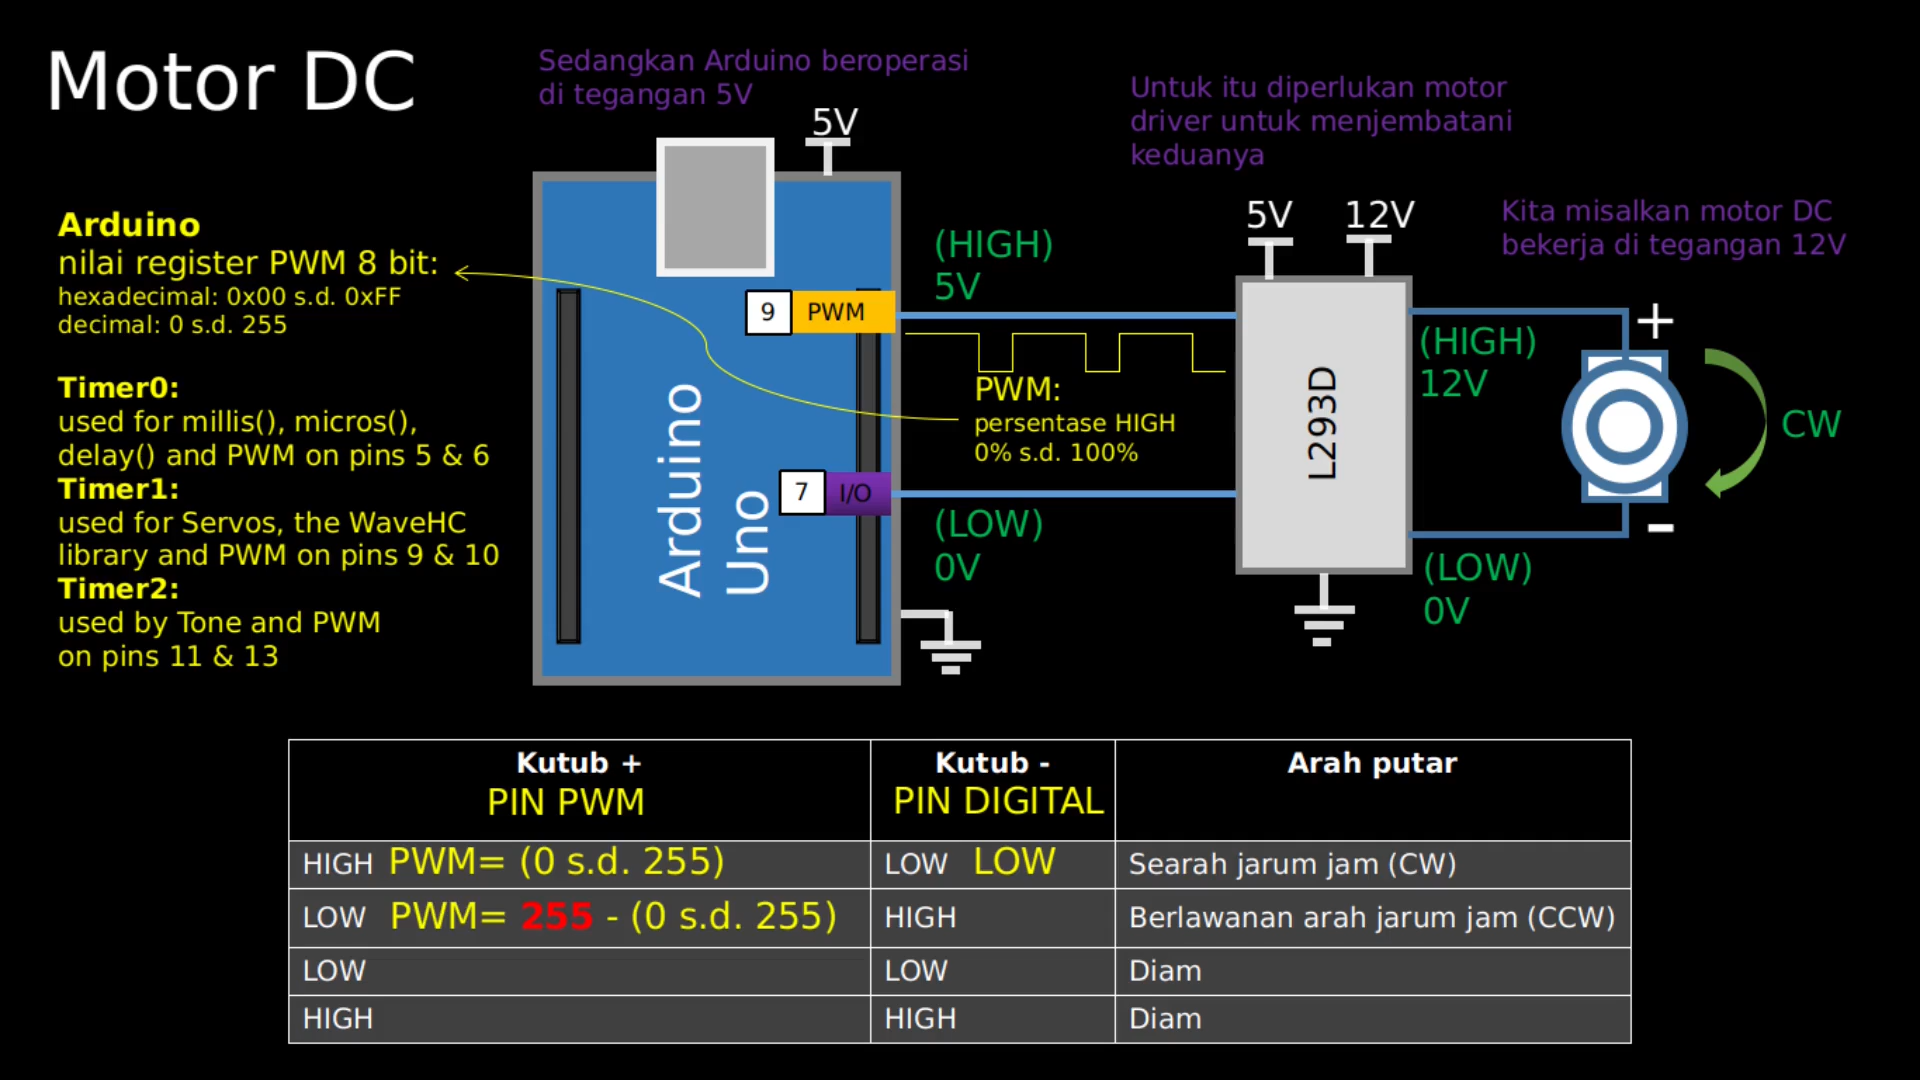 Motor DC
Sedangkan Arduino beroperasi
di tegangan 5V
5V
Untuk itu diperlukan motor
driver untuk menjembatani
keduanya
Kita misalkan motor DC
bekerja di tegangan 12V
Arduino
nilai register PWM 8 bit:
hexadecimal: 0x00 s.d. 0xFF
decimal: 0 s.d. 255
Timer0:
used for millis(), micros(),
delay() and PWM on pins 5 & 6
Timer1:
used for Servos, the WaveHC
library and PWM on pins 9 & 10
Timer2:
used by Tone and PWM
on pins 11 & 13
9 PWM
7 I/O
Arduino
Uno
(HIGH)
5V
PWM:
persentase HIGH
0% s.d. 100%
(LOW)
0V
5V 12V
L293D
(HIGH)
12V
(LOW)
0V
+
-
CW
Kutub + Kutub - Arah putar
PIN PWM PIN DIGITAL
HIGH PWM= (0 s.d. 255) LOW LOW Searah jarum jam (CW)
LOW PWM= 255 - (0 s.d. 255) HIGH Berlawanan arah jarum jam (CCW)
LOW LOW Diam
HIGH HIGH Diam